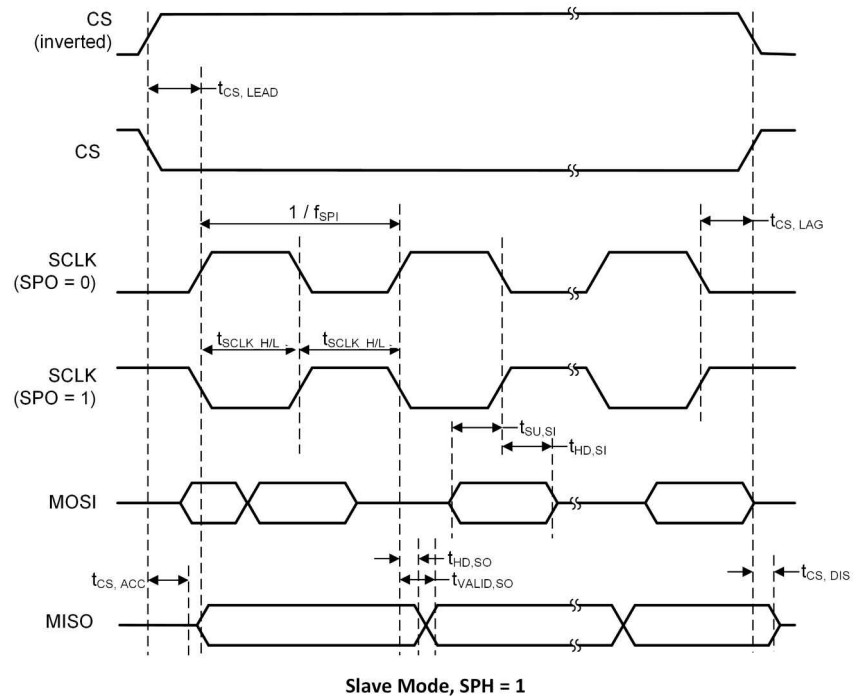 CS
(inverted)
tCS, LEAD
CS
1 / fSPI
tCS, LAG
SCLK
(SPO = 0)
tSCLK_H/L
tSCLK_H/L
SCLK
(SPO = 1)
tSU,SI
tHD,SI
MOSI
tHD,SO
tCS, ACC
tVALID,SO
tCS, DIS
MISO
Slave Mode, SPH = 1